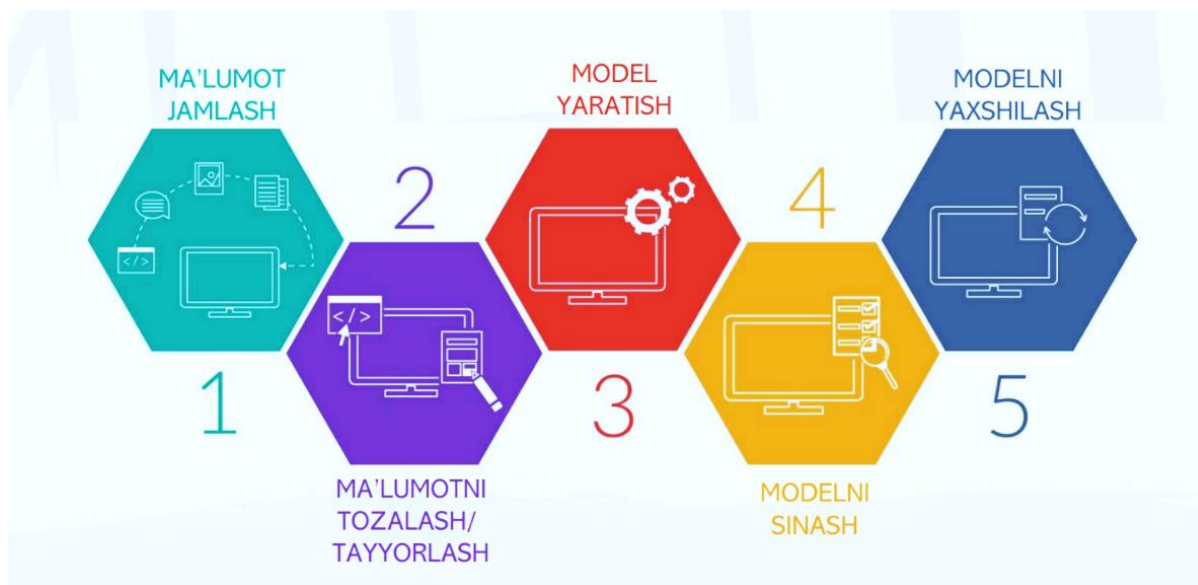 MA'LUMOT
JAMLASH
1
2
MA'LUMOTNI
TOZALASH/
TAYYORLASH
MODEL
YARATISH
3
4
MODELNI
SINASH
MODELNI
YAXSHILASH
5
</>
</>